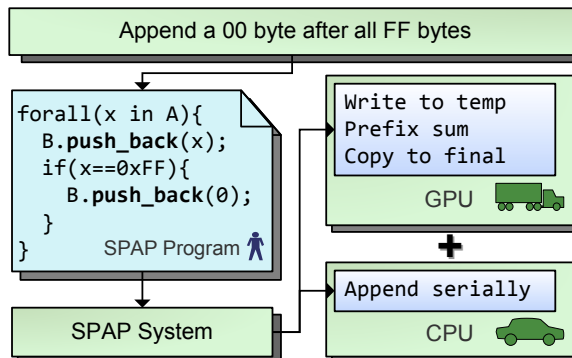 Append a 00 byte after all FF bytes
forall(x in A){
  B.push_back(x);
  if(x==0xFF){
    B.push_back(0);
  }
}
SPAP Program
SPAP System
Write to temp
Prefix sum
Copy to final
GPU
+
Append serially
CPU